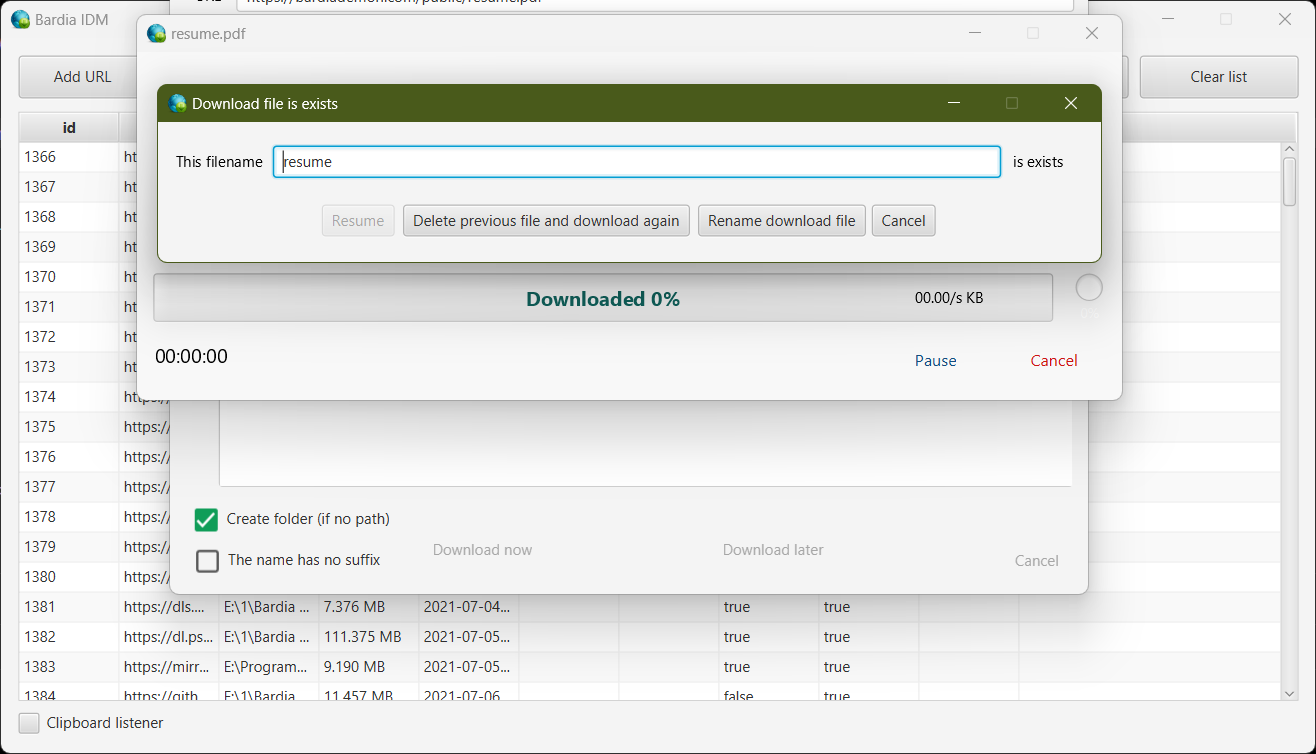 Bardia IDM
URL https://bardiademon.com/public/resume.pdf
resume.pdf
Add URL
Clear list
Download file is exists
This filename resume is exists
Resume Delete previous file and download again Rename download file Cancel
Downloaded 0% 00.00/s KB
00:00:00 Pause Cancel
id
1366 ht
1367 ht
1368 ht
1369 ht
1370 ht
1371 ht
1372 ht
1373 ht
1374 https:/
1375 https:/
1376 https:/
1377 https:/
1378 https:/
1379 https:/
1380 https:/
Create folder (if no path)
The name has no suffix
Download now Download later Cancel
1381 https://dls.... E:\1\Bardia ... 7.376 MB 2021-07-04... true true
1382 https://dl.ps... E:\1\Bardia ... 111.375 MB 2021-07-05... true true
1383 https://mirr... E:\Program... 9.190 MB 2021-07-05... true true
1384 https://gith E:\1\Bardia 11.457 MB 2021-07-06 false true
Clipboard listener